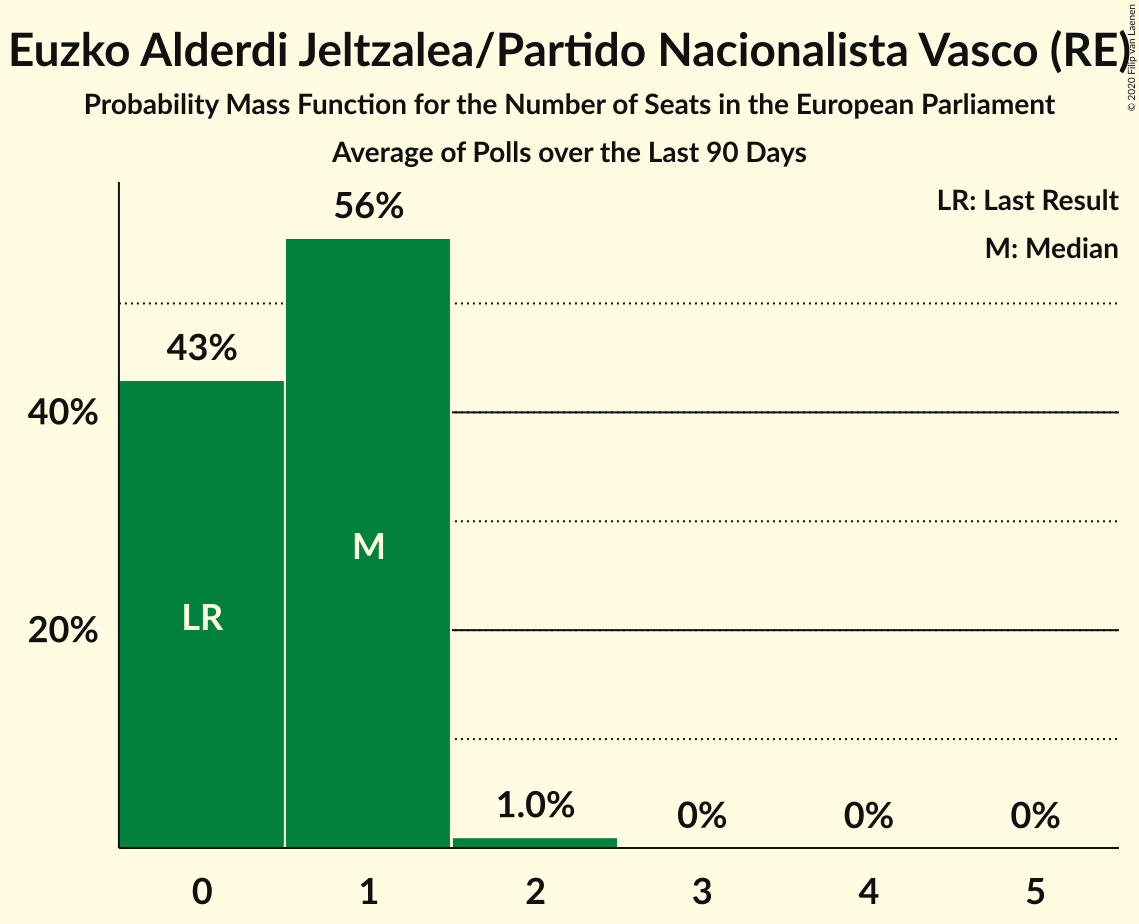 Euzko Alderdi Jeltzalea/Partido Nacionalista Vasco (RE)
Probability Mass Function for the Number of Seats in the European Parliament
Average of Polls over the Last 90 Days
© 2020 Filip van Laenen
LR: Last Result
M: Median
56%
43%
40%
M
LR
20%
1.0%
0%
0%
0%
0
1
2
3
4
5